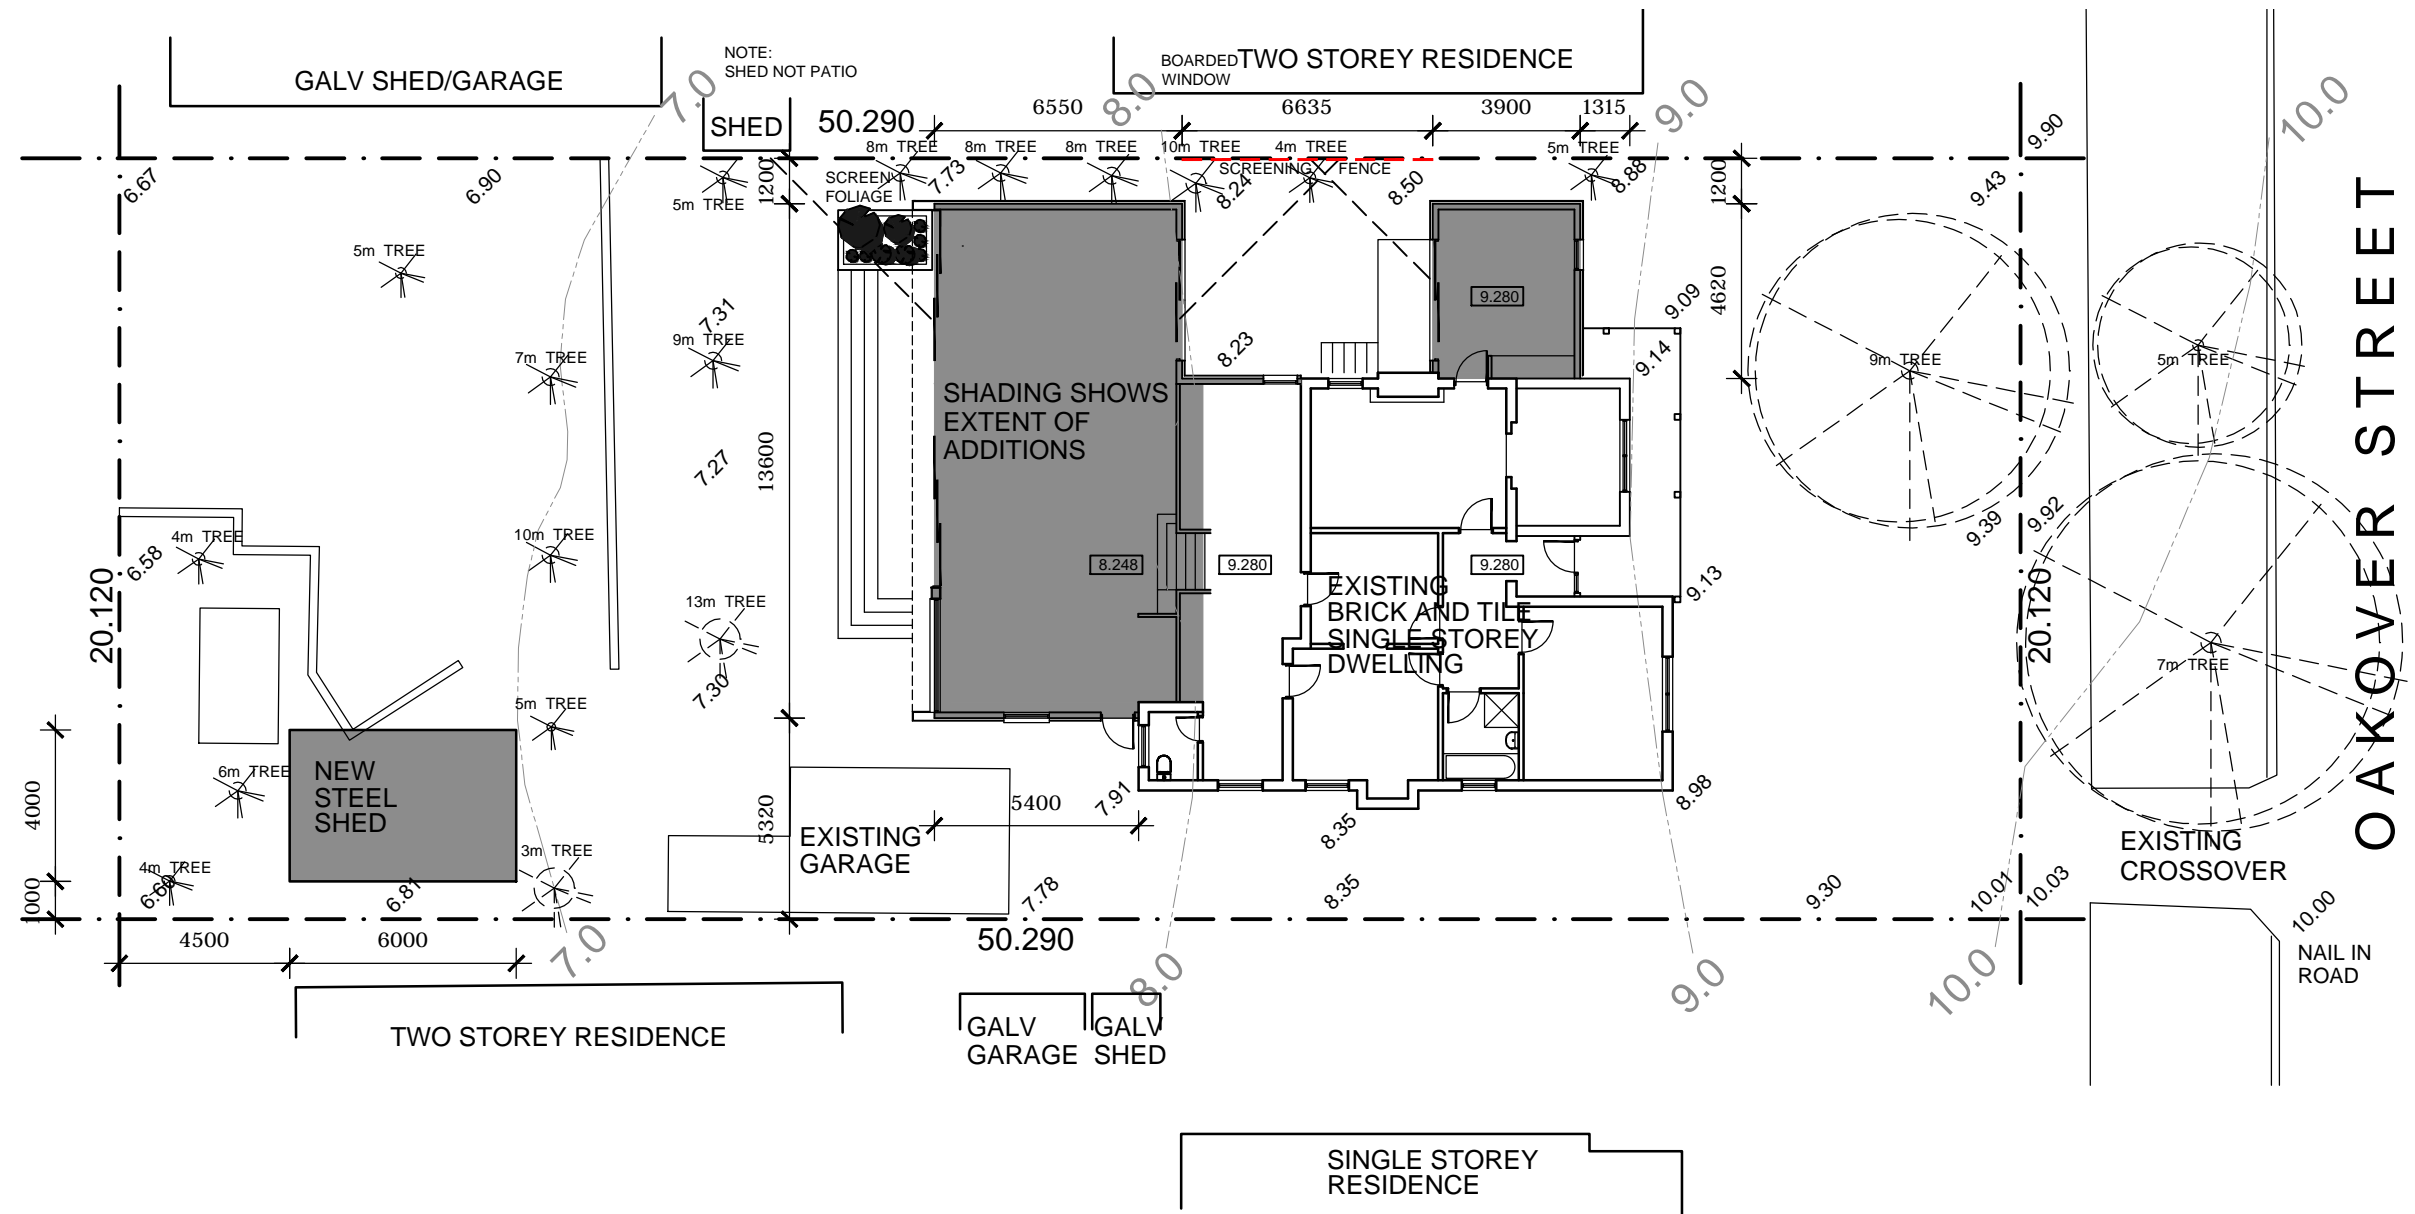 NOTE:
SHED NOT PATIO
BOARDED
WINDOW
TWO STOREY RESIDENCE
GALV SHED/GARAGE
7.0
8.0
9.0
10.0
SHED
50.290
6550
6635
3900
1315
9.90
8m TREE
8m TREE
8m TREE
10m TREE
4m TREE
5m TREE
SCREENING
FENCE
6.67
6.90
1200
SCREEN
FOLIAGE
7.73
8.24
8.50
8.88
1200
9.43
5m TREE
5m TREE
OAKOVER STREET
9.280
4620
9.09
7.31
9m TREE
7m TREE
8.23
9.14
9m TREE
5m TREE
SHADING SHOWS
EXTENT OF
ADDITIONS
13600
7.27
4m TREE
10m TREE
6.58
8.248
9.280
9.280
9.39
9.92
20.120
13m TREE
EXISTING
BRICK AND TILE
SINGLE STOREY
DWELLING
9.13
20.120
7m TREE
7.30
5m TREE
6m TREE
NEW
STEEL
SHED
4000
5320
EXISTING
GARAGE
5400
7.91
8.35
8.98
EXISTING
CROSSOVER
4m TREE
3m TREE
6.81
1000
7.78
8.35
9.30
10.01
10.03
10.00
4500
6000
50.290
NAIL IN
ROAD
7.0
8.0
9.0
10.0
TWO STOREY RESIDENCE
GALV
GARAGE
GALV
SHED
SINGLE STOREY
RESIDENCE